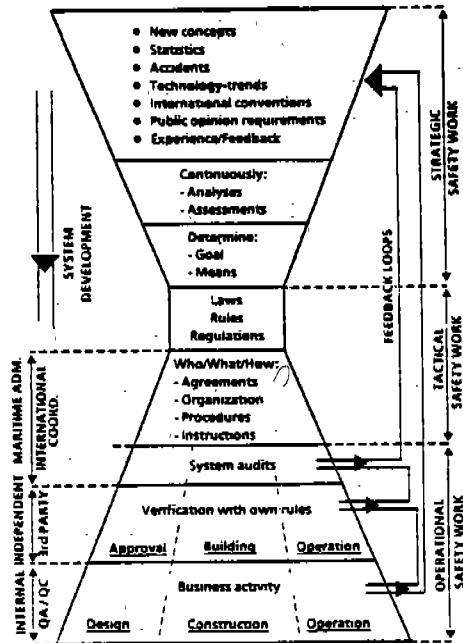 • New concepts
• Statistics
• Accidents
• Technology-trends
• International conventions
• Public opinion requirements
• Experience/Feedback
Continuously:
- Analyses
- Assessments
Determine:
- Goal
- Means
Laws
Rules
Regulations
Who/What/How:
- Agreements
- Organization
- Procedures
- Instructions
System audits
Verification with own rules
Approval Building Operation
Business activity
Design Construction Operation
SYSTEM
DEVELOPMENT
MARITIME ADM.
INTERNATIONAL
COORD.
INDEPENDENT
3rd PARTY
INTERNAL
QA/QC
FEEDBACK LOOPS
STRATEGIC
SAFETY WORK
TACTICAL
SAFETY WORK
OPERATIONAL
SAFETY WORK